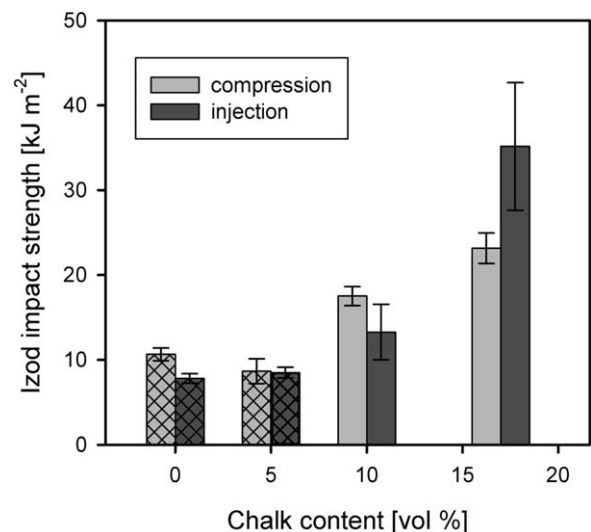 50
40
30
20
10
0
Izod impact strength [kJ m⁻²]
compression
injection
0 5 10 15 20
Chalk content [vol %]